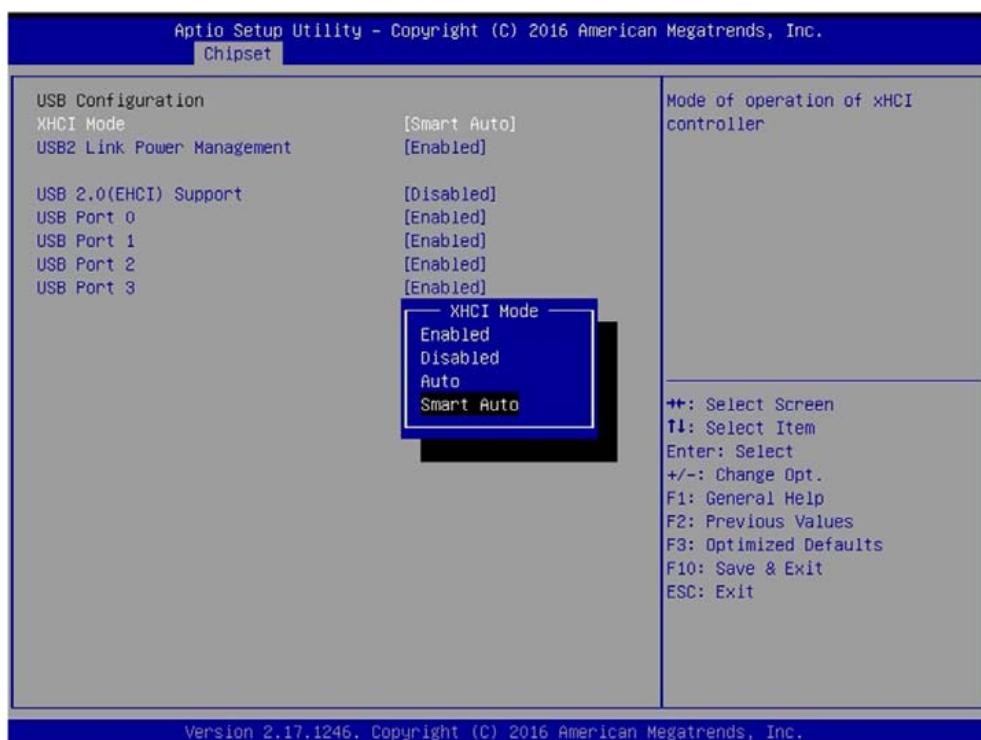 Aptio Setup Utility – Copyright (C) 2016 American Megatrends, Inc.
Chipset
USB Configuration
XHCI Mode [Smart Auto]
USB2 Link Power Management [Enabled]
USB 2.0(EHCI) Support [Disabled]
USB Port 0 [Enabled]
USB Port 1 [Enabled]
USB Port 2 [Enabled]
USB Port 3 [Enabled]
XHCI Mode
Enabled
Disabled
Auto
Smart Auto
Mode of operation of xHCI
controller
→←: Select Screen
↑↓: Select Item
Enter: Select
+/-: Change Opt.
F1: General Help
F2: Previous Values
F3: Optimized Defaults
F10: Save & Exit
ESC: Exit
Version 2.17.1246. Copyright (C) 2016 American Megatrends, Inc.